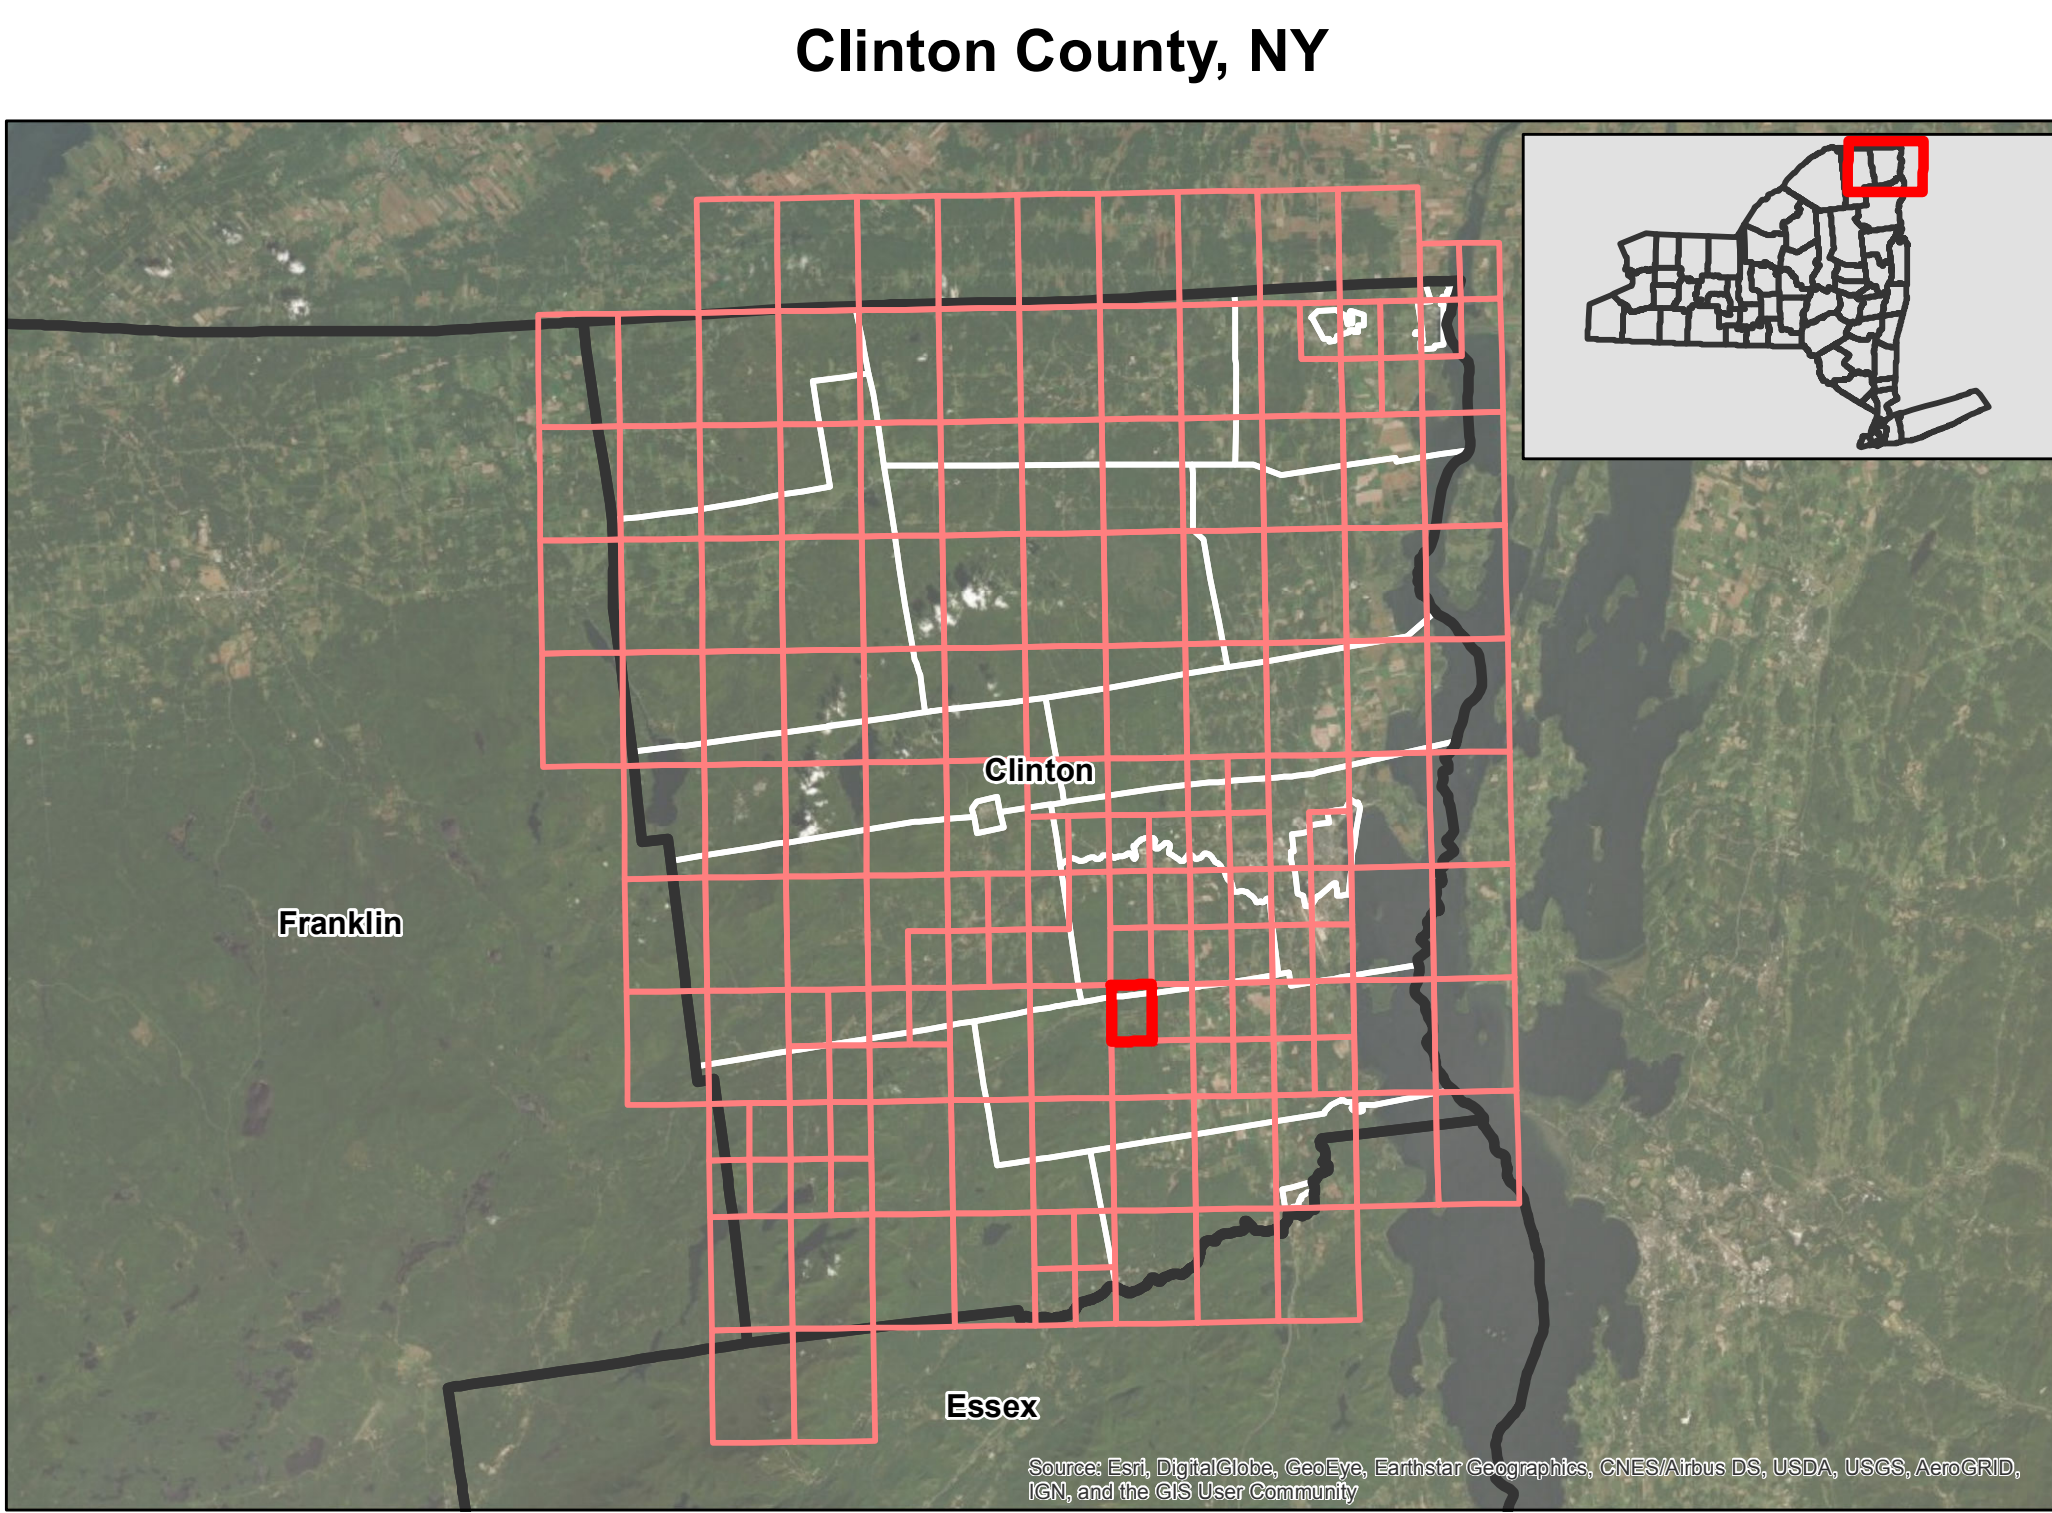 Clinton County, NY
Clinton
Franklin
Essex
Source: Esri, DigitalGlobe, GeoEye, Earthstar Geographics, CNES/Airbus DS, USDA, USGS, AeroGRID,
IGN, and the GIS User Community